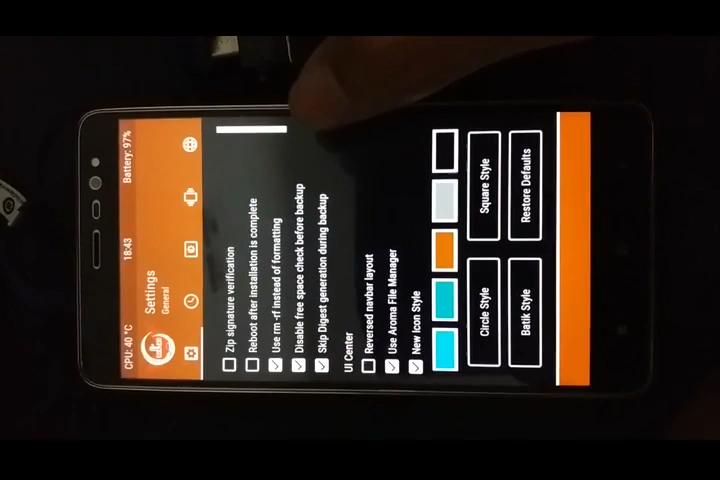 CPU: 40 °C 18:43 Battery: 97%
Settings
General
Zip signature verification
Reboot after installation is complete
Use rm -rf instead of formatting
Disable free space check before backup
Skip Digest generation during backup
UI Center
Reversed navbar layout
Use Aroma File Manager
New Icon Style
Circle Style Square Style
Batik Style Restore Defaults